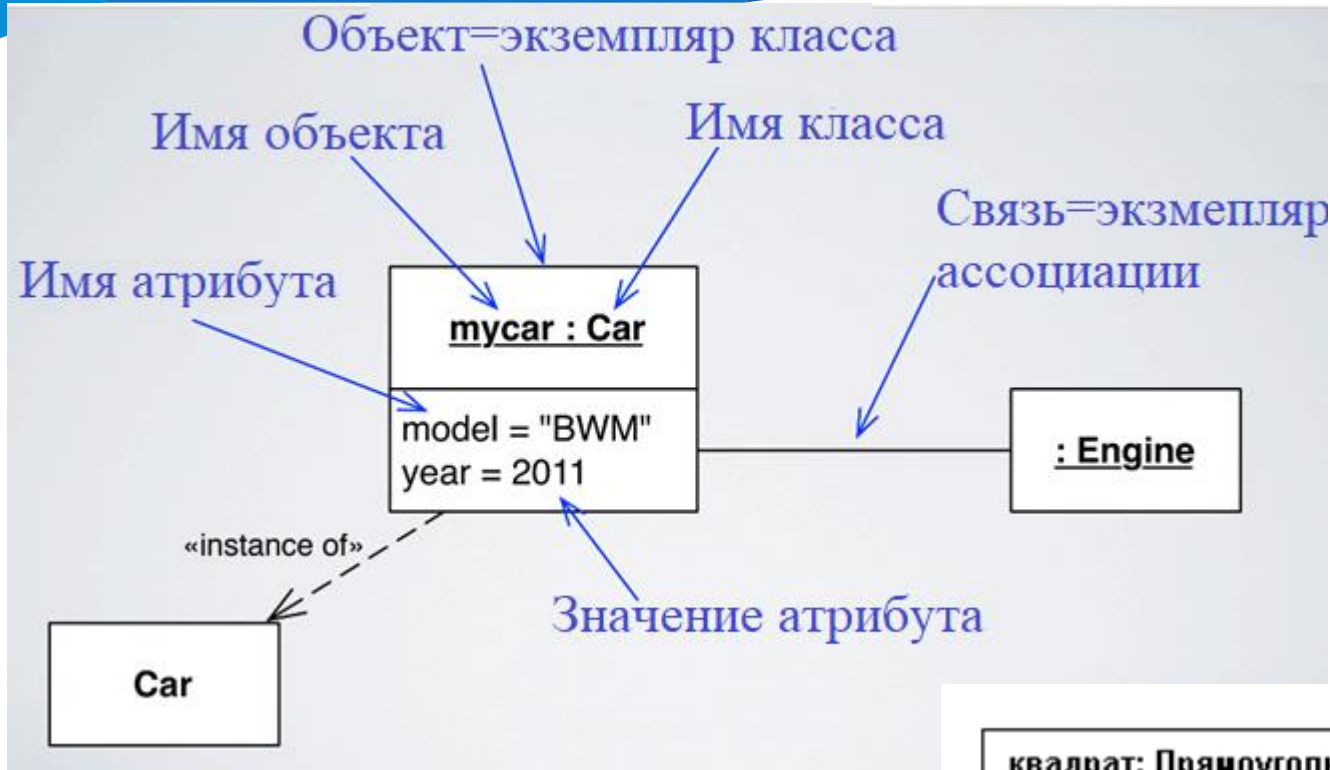 Объект=экземпляр класса
Имя объекта
Имя класса
Связь=экзмепляр
ассоциации
Имя атрибута
mycar : Car
model = "BWM"
year = 2011
: Engine
«instance of»
Значение атрибута
Car
квадрат: